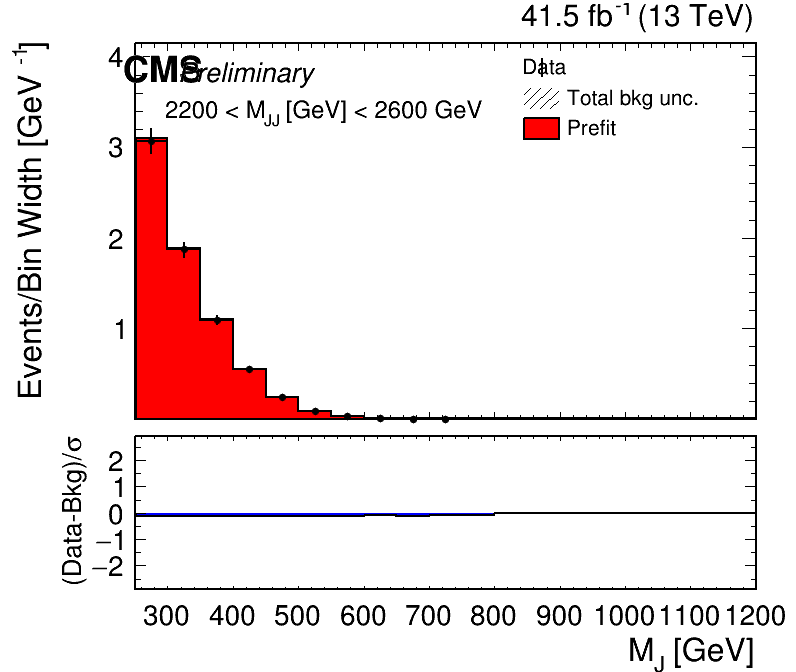 41.5 fb⁻¹ (13 TeV)
Events/Bin Width [GeV⁻¹]
4
3
2
1
CMS Preliminary
2200 < M_JJ [GeV] < 2600 GeV
Data
Total bkg unc.
Prefit
(Data-Bkg)/σ
2
1
0
−1
−2
300 400 500 600 700 800 900 1000 1100 1200
M_J [GeV]